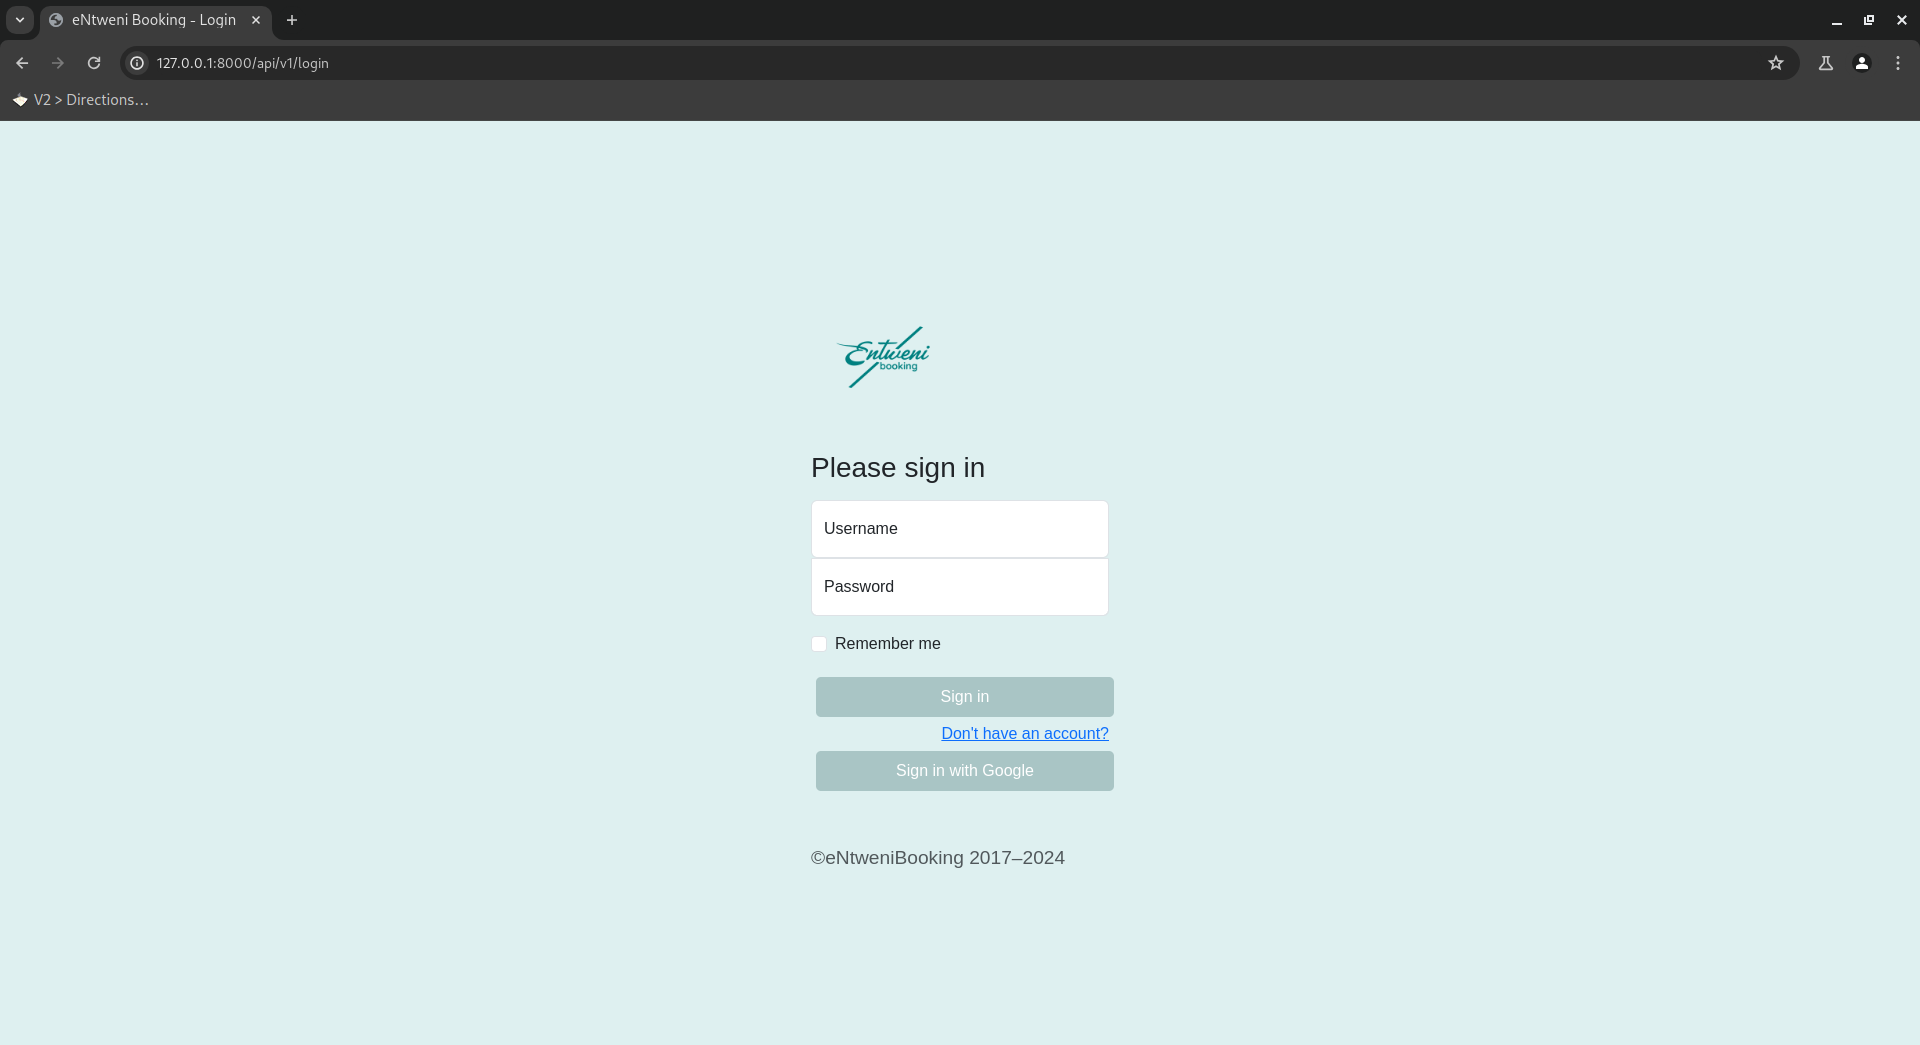 eNtweni Booking - Login
127.0.0.1:8000/api/v1/login
V2 > Directions...
Entweni
booking
Please sign in
Username
Password
Remember me
Sign in
Don't have an account?
Sign in with Google
©eNtweniBooking 2017–2024